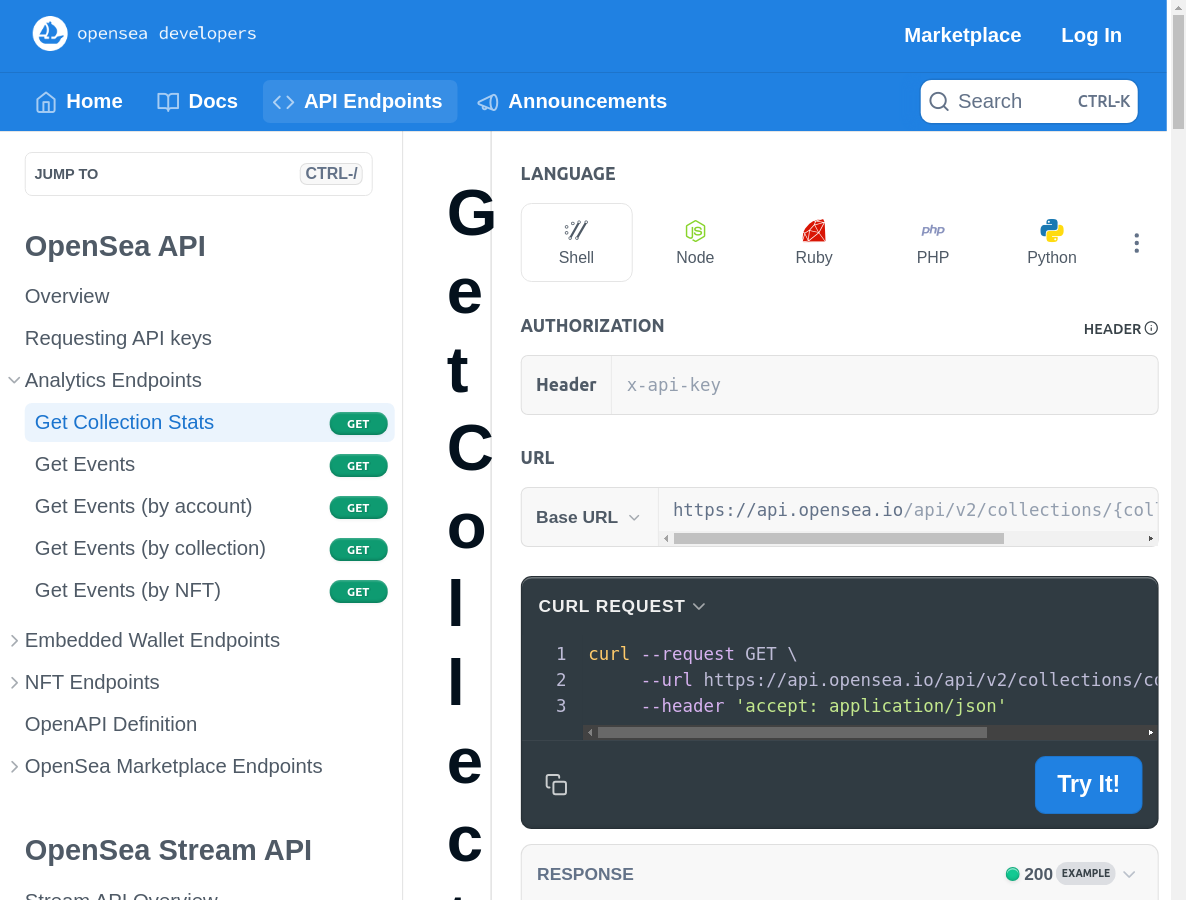 opensea developers
Marketplace
Log In
Home
Docs
API Endpoints
Announcements
Search
CTRL-K
JUMP TO
CTRL-/
OpenSea API
Overview
Requesting API keys
Analytics Endpoints
Get Collection Stats
GET
Get Events
GET
Get Events (by account)
GET
Get Events (by collection)
GET
Get Events (by NFT)
GET
Embedded Wallet Endpoints
NFT Endpoints
OpenAPI Definition
OpenSea Marketplace Endpoints
OpenSea Stream API
Stream API Overview
G
e
t
C
o
l
l
e
c
t
LANGUAGE
Shell
Node
Ruby
PHP
Python
AUTHORIZATION
HEADER
Header
x-api-key
URL
Base URL
https://api.opensea.io/api/v2/collections/{col
CURL REQUEST
1 curl --request GET \
2 --url https://api.opensea.io/api/v2/collections/co
3 --header 'accept: application/json'
Try It!
RESPONSE
200
EXAMPLE